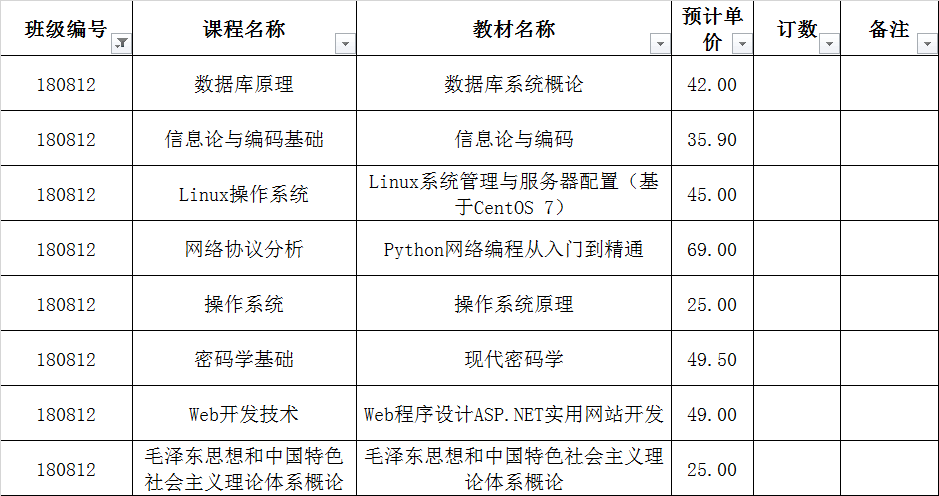 班级编号 课程名称 教材名称 预计单价 订数 备注
180812 数据库原理 数据库系统概论 42.00
180812 信息论与编码基础 信息论与编码 35.90
180812 Linux操作系统 Linux系统管理与服务器配置（基于CentOS 7） 45.00
180812 网络协议分析 Python网络编程从入门到精通 69.00
180812 操作系统 操作系统原理 25.00
180812 密码学基础 现代密码学 49.50
180812 Web开发技术 Web程序设计ASP.NET实用网站开发 49.00
180812 毛泽东思想和中国特色社会主义理论体系概论 毛泽东思想和中国特色社会主义理论体系概论 25.00